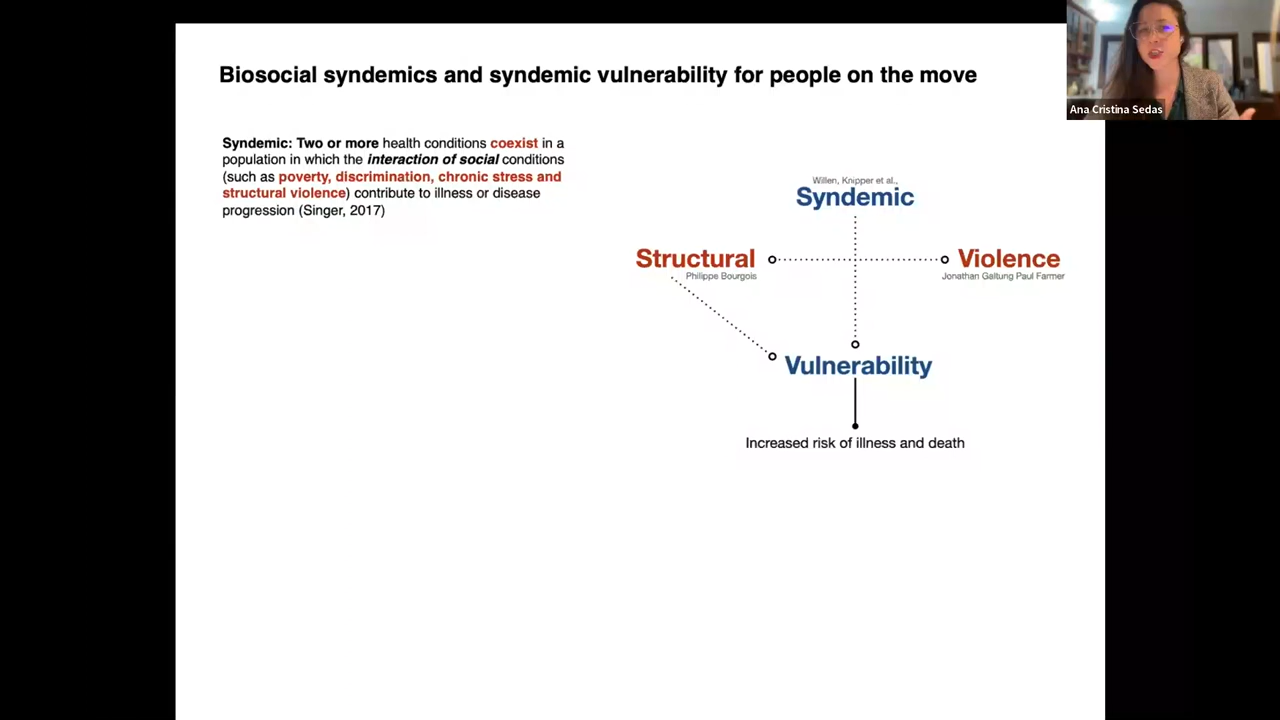 Biosocial syndemics and syndemic vulnerability for people on the move
Ana Cristina Sedas
Syndemic: Two or more health conditions coexist in a
population in which the interaction of social conditions
(such as poverty, discrimination, chronic stress and
structural violence) contribute to illness or disease
progression (Singer, 2017)
Willen, Knipper et al.,
Syndemic
Structural
Philippe Bourgois
Violence
Jonathan Galtung Paul Farmer
Vulnerability
Increased risk of illness and death